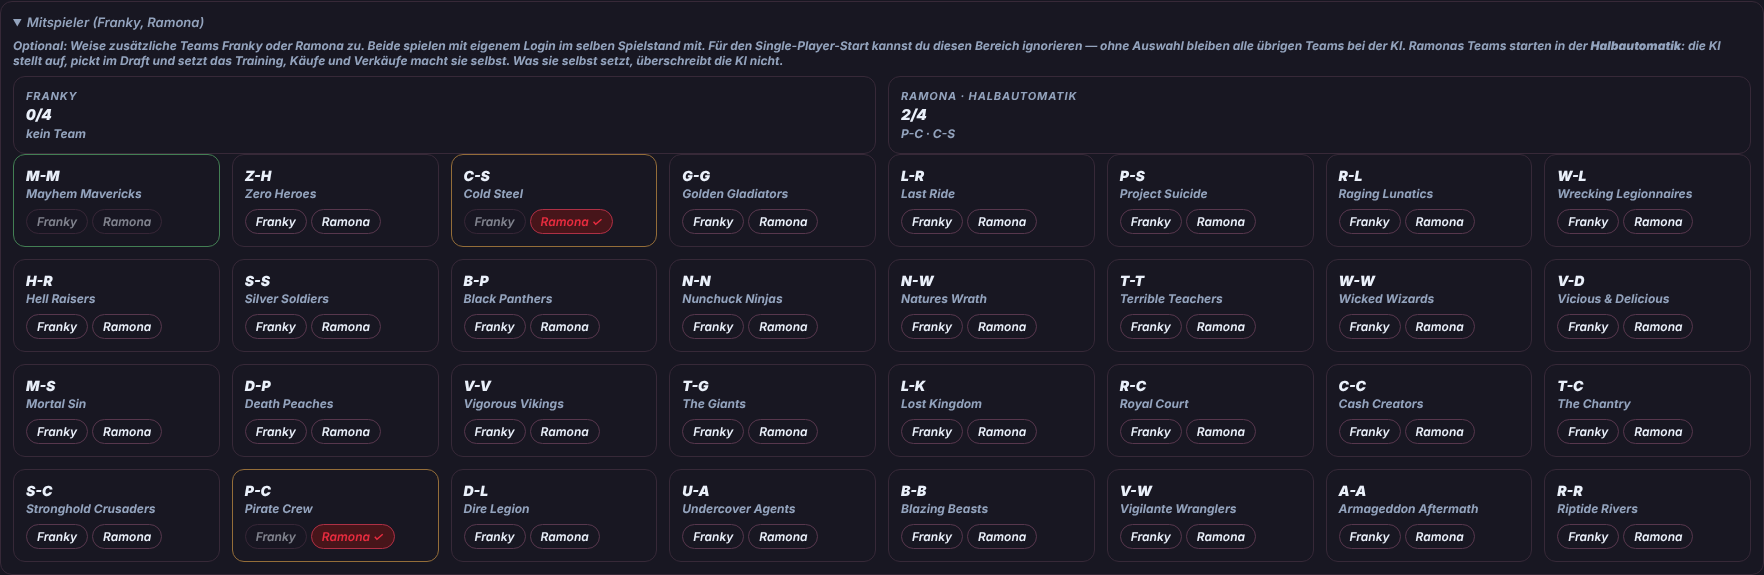 ▼ Mitspieler (Franky, Ramona)
Optional: Weise zusätzliche Teams Franky oder Ramona zu. Beide spielen mit eigenem Login im selben Spielstand mit. Für den Single-Player-Start kannst du diesen Bereich ignorieren — ohne Auswahl bleiben alle übrigen Teams bei der KI. Ramonas Teams starten in der Halbautomatik: die KI
stellt auf, pickt im Draft und setzt das Training, Käufe und Verkäufe macht sie selbst. Was sie selbst setzt, überschreibt die KI nicht.
FRANKY
0/4
kein Team
RAMONA · HALBAUTOMATIK
2/4
P-C · C-S
M-M
Mayhem Mavericks
Franky Ramona
Z-H
Zero Heroes
Franky Ramona
C-S
Cold Steel
Franky Ramona ✓
G-G
Golden Gladiators
Franky Ramona
L-R
Last Ride
Franky Ramona
P-S
Project Suicide
Franky Ramona
R-L
Raging Lunatics
Franky Ramona
W-L
Wrecking Legionnaires
Franky Ramona
H-R
Hell Raisers
Franky Ramona
S-S
Silver Soldiers
Franky Ramona
B-P
Black Panthers
Franky Ramona
N-N
Nunchuck Ninjas
Franky Ramona
N-W
Natures Wrath
Franky Ramona
T-T
Terrible Teachers
Franky Ramona
W-W
Wicked Wizards
Franky Ramona
V-D
Vicious & Delicious
Franky Ramona
M-S
Mortal Sin
Franky Ramona
D-P
Death Peaches
Franky Ramona
V-V
Vigorous Vikings
Franky Ramona
T-G
The Giants
Franky Ramona
L-K
Lost Kingdom
Franky Ramona
R-C
Royal Court
Franky Ramona
C-C
Cash Creators
Franky Ramona
T-C
The Chantry
Franky Ramona
S-C
Stronghold Crusaders
Franky Ramona
P-C
Pirate Crew
Franky Ramona ✓
D-L
Dire Legion
Franky Ramona
U-A
Undercover Agents
Franky Ramona
B-B
Blazing Beasts
Franky Ramona
V-W
Vigilante Wranglers
Franky Ramona
A-A
Armageddon Aftermath
Franky Ramona
R-R
Riptide Rivers
Franky Ramona